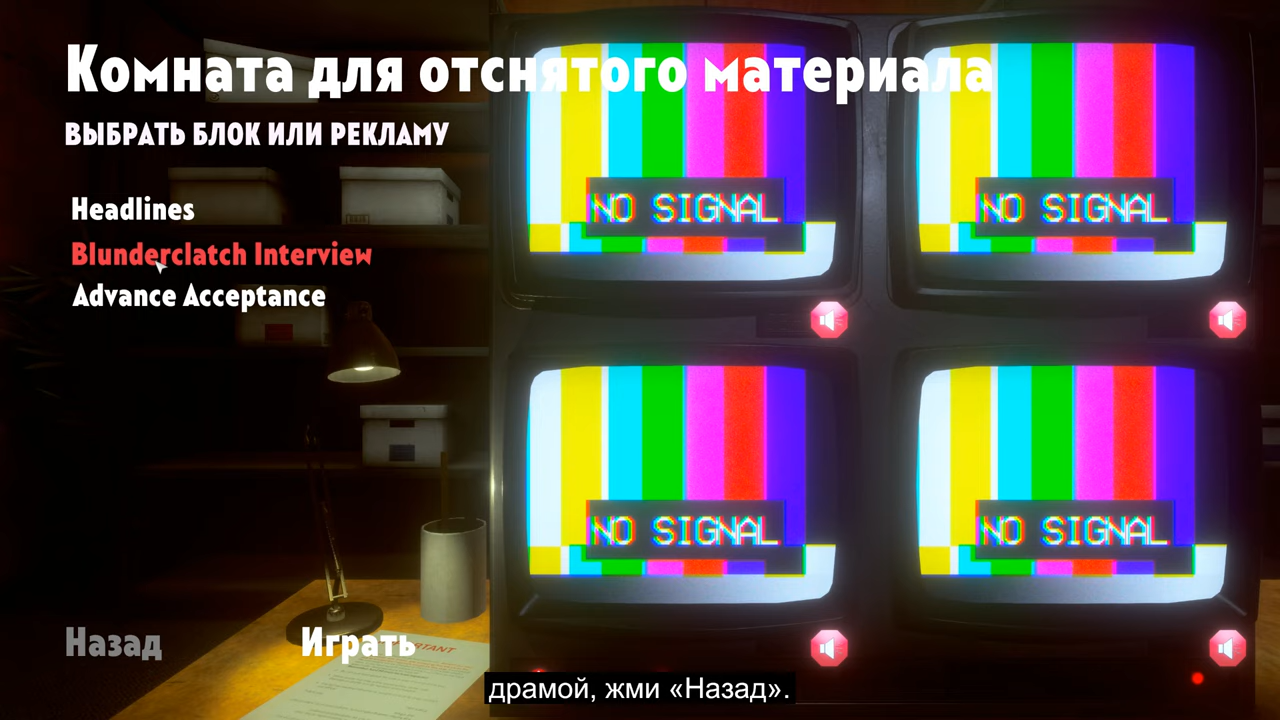 Комната для отснятого материала
ВЫБРАТЬ БЛОК ИЛИ РЕКЛАМУ
Headlines
Blunderclatch Interview
Advance Acceptance
NO SIGNAL
NO SIGNAL
NO SIGNAL
NO SIGNAL
Назад
Играть
драмой, жми «Назад».